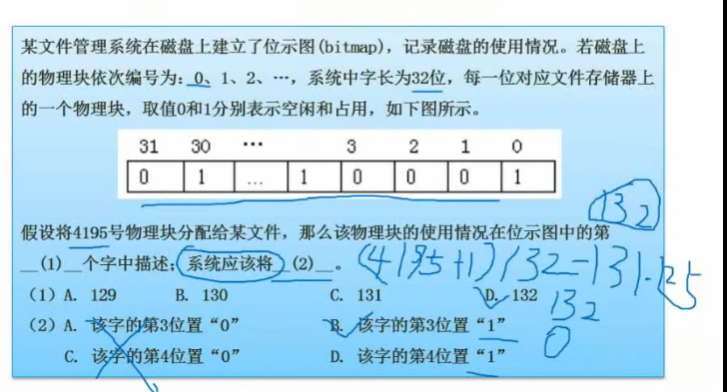 某文件管理系统在磁盘上建立了位示图(bitmap)，记录磁盘的使用情况。若磁盘上
的物理块依次编号为：0、1、2、…，系统中字长为32位，每一位对应文件存储器上
的一个物理块，取值0和1分别表示空闲和占用，如下图所示。
31 30 … 3 2 1 0
0 1 … 1 0 0 0 1
132
假设将4195号物理块分配给某文件，那么该物理块的使用情况在位示图中的第
__(1)__个字中描述；系统应该将__(2)__。
(4195+1)/32=131.125
（1）A. 129 B. 130 C. 131 D. 132
132
（2）A. 该字的第3位置“0” B. 该字的第3位置“1”
0
C. 该字的第4位置“0” D. 该字的第4位置“1”